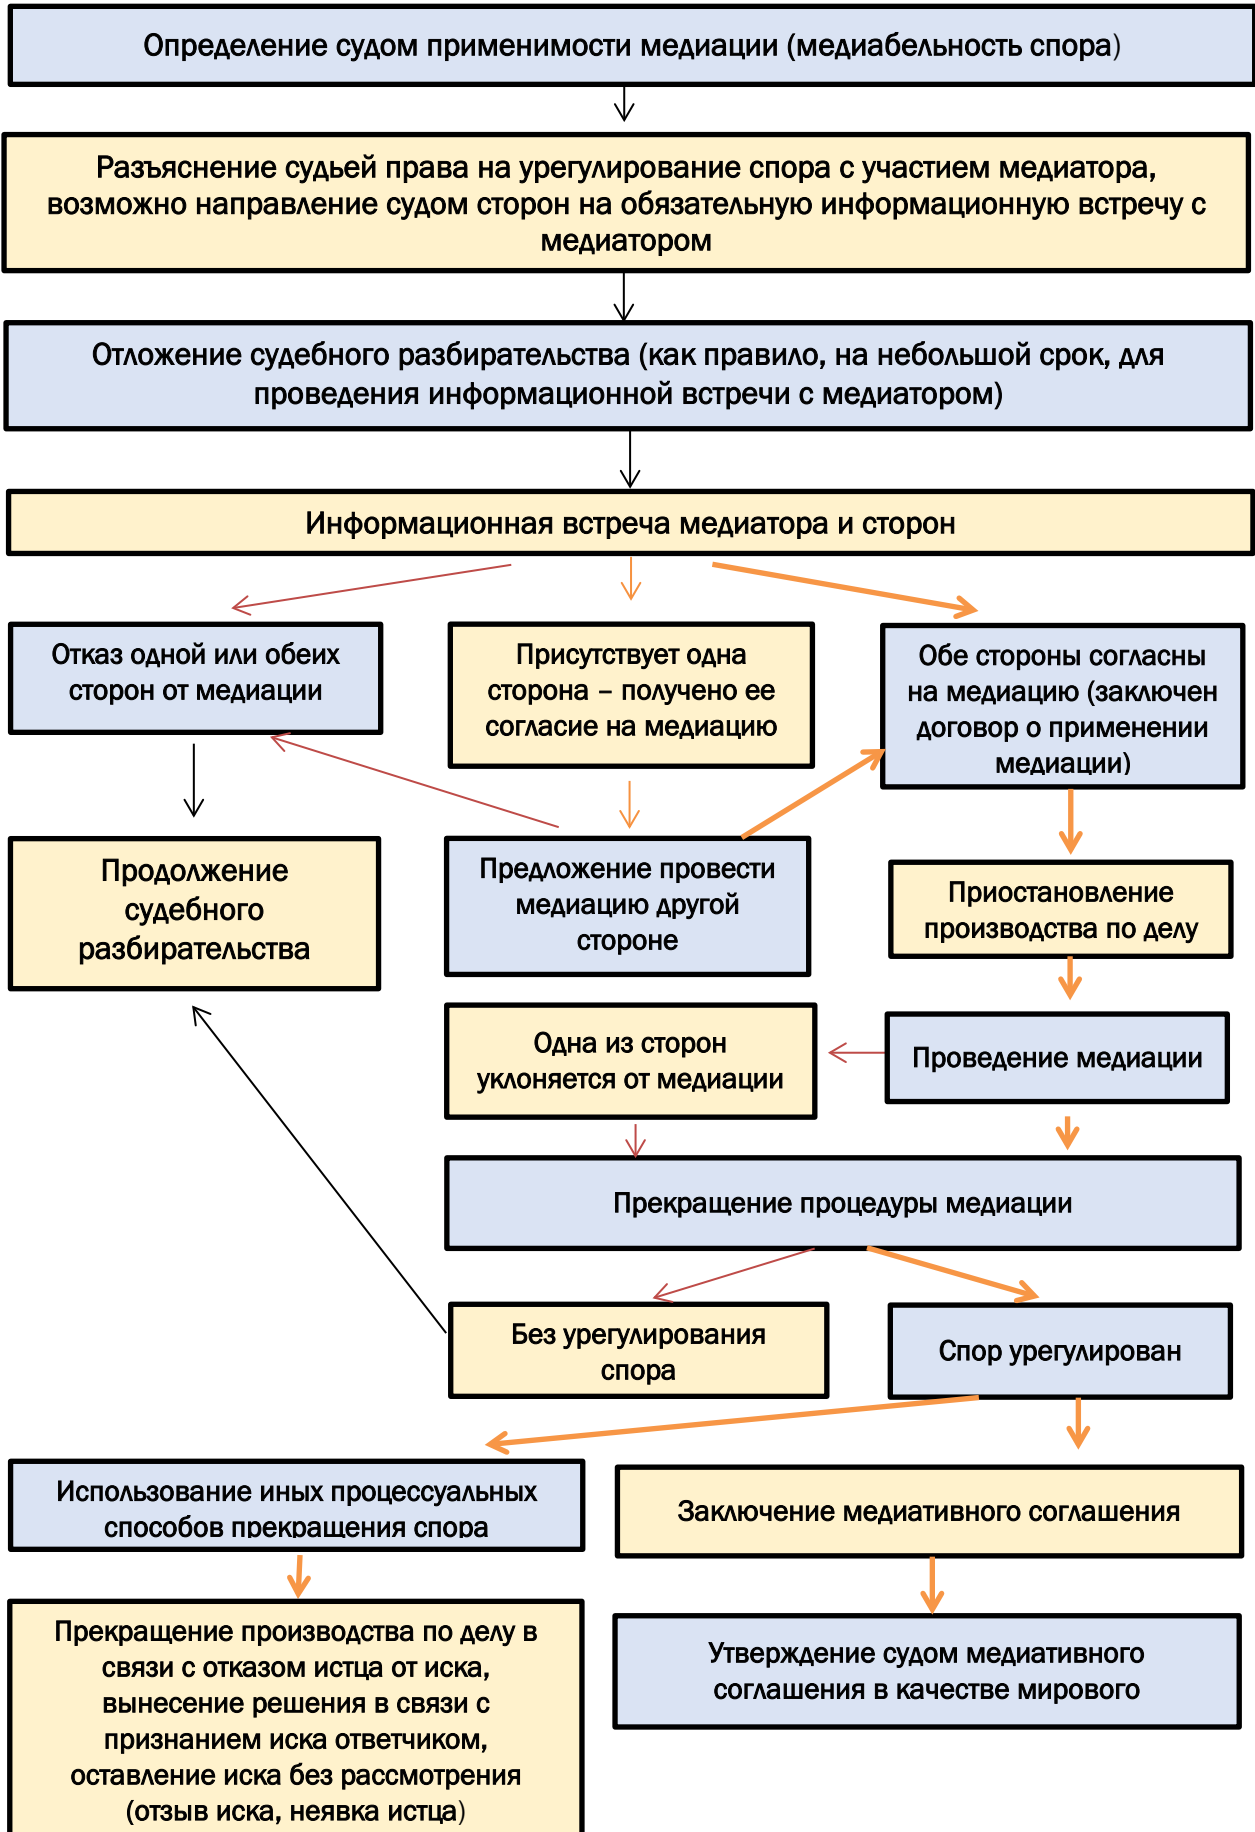 Определение судом применимости медиации (медиабельность спора)
Разъяснение судьей права на урегулирование спора с участием медиатора,
возможно направление судом сторон на обязательную информационную встречу с
медиатором
Отложение судебного разбирательства (как правило, на небольшой срок, для
проведения информационной встречи с медиатором)
Информационная встреча медиатора и сторон
Отказ одной или обеих
сторон от медиации
Присутствует одна
сторона – получено ее
согласие на медиацию
Обе стороны согласны
на медиацию (заключен
договор о применении
медиации)
Продолжение
судебного
разбирательства
Предложение провести
медиацию другой
стороне
Приостановление
производства по делу
Одна из сторон
уклоняется от медиации
Проведение медиации
Прекращение процедуры медиации
Без урегулирования
спора
Спор урегулирован
Использование иных процессуальных
способов прекращения спора
Заключение медиативного соглашения
Прекращение производства по делу в
связи с отказом истца от иска,
вынесение решения в связи с
признанием иска ответчиком,
оставление иска без рассмотрения
(отзыв иска, неявка истца)
Утверждение судом медиативного
соглашения в качестве мирового